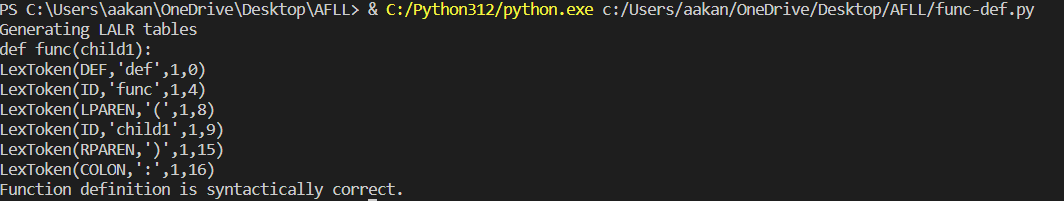 PS C:\Users\aakan\OneDrive\Desktop\AFLL> & C:/Python312/python.exe c:/Users/aakan/OneDrive/Desktop/AFLL/func-def.py
Generating LALR tables
def func(child1):
LexToken(DEF,'def',1,0)
LexToken(ID,'func',1,4)
LexToken(LPAREN,'(',1,8)
LexToken(ID,'child1',1,9)
LexToken(RPAREN,')',1,15)
LexToken(COLON,':',1,16)
Function definition is syntactically correct.